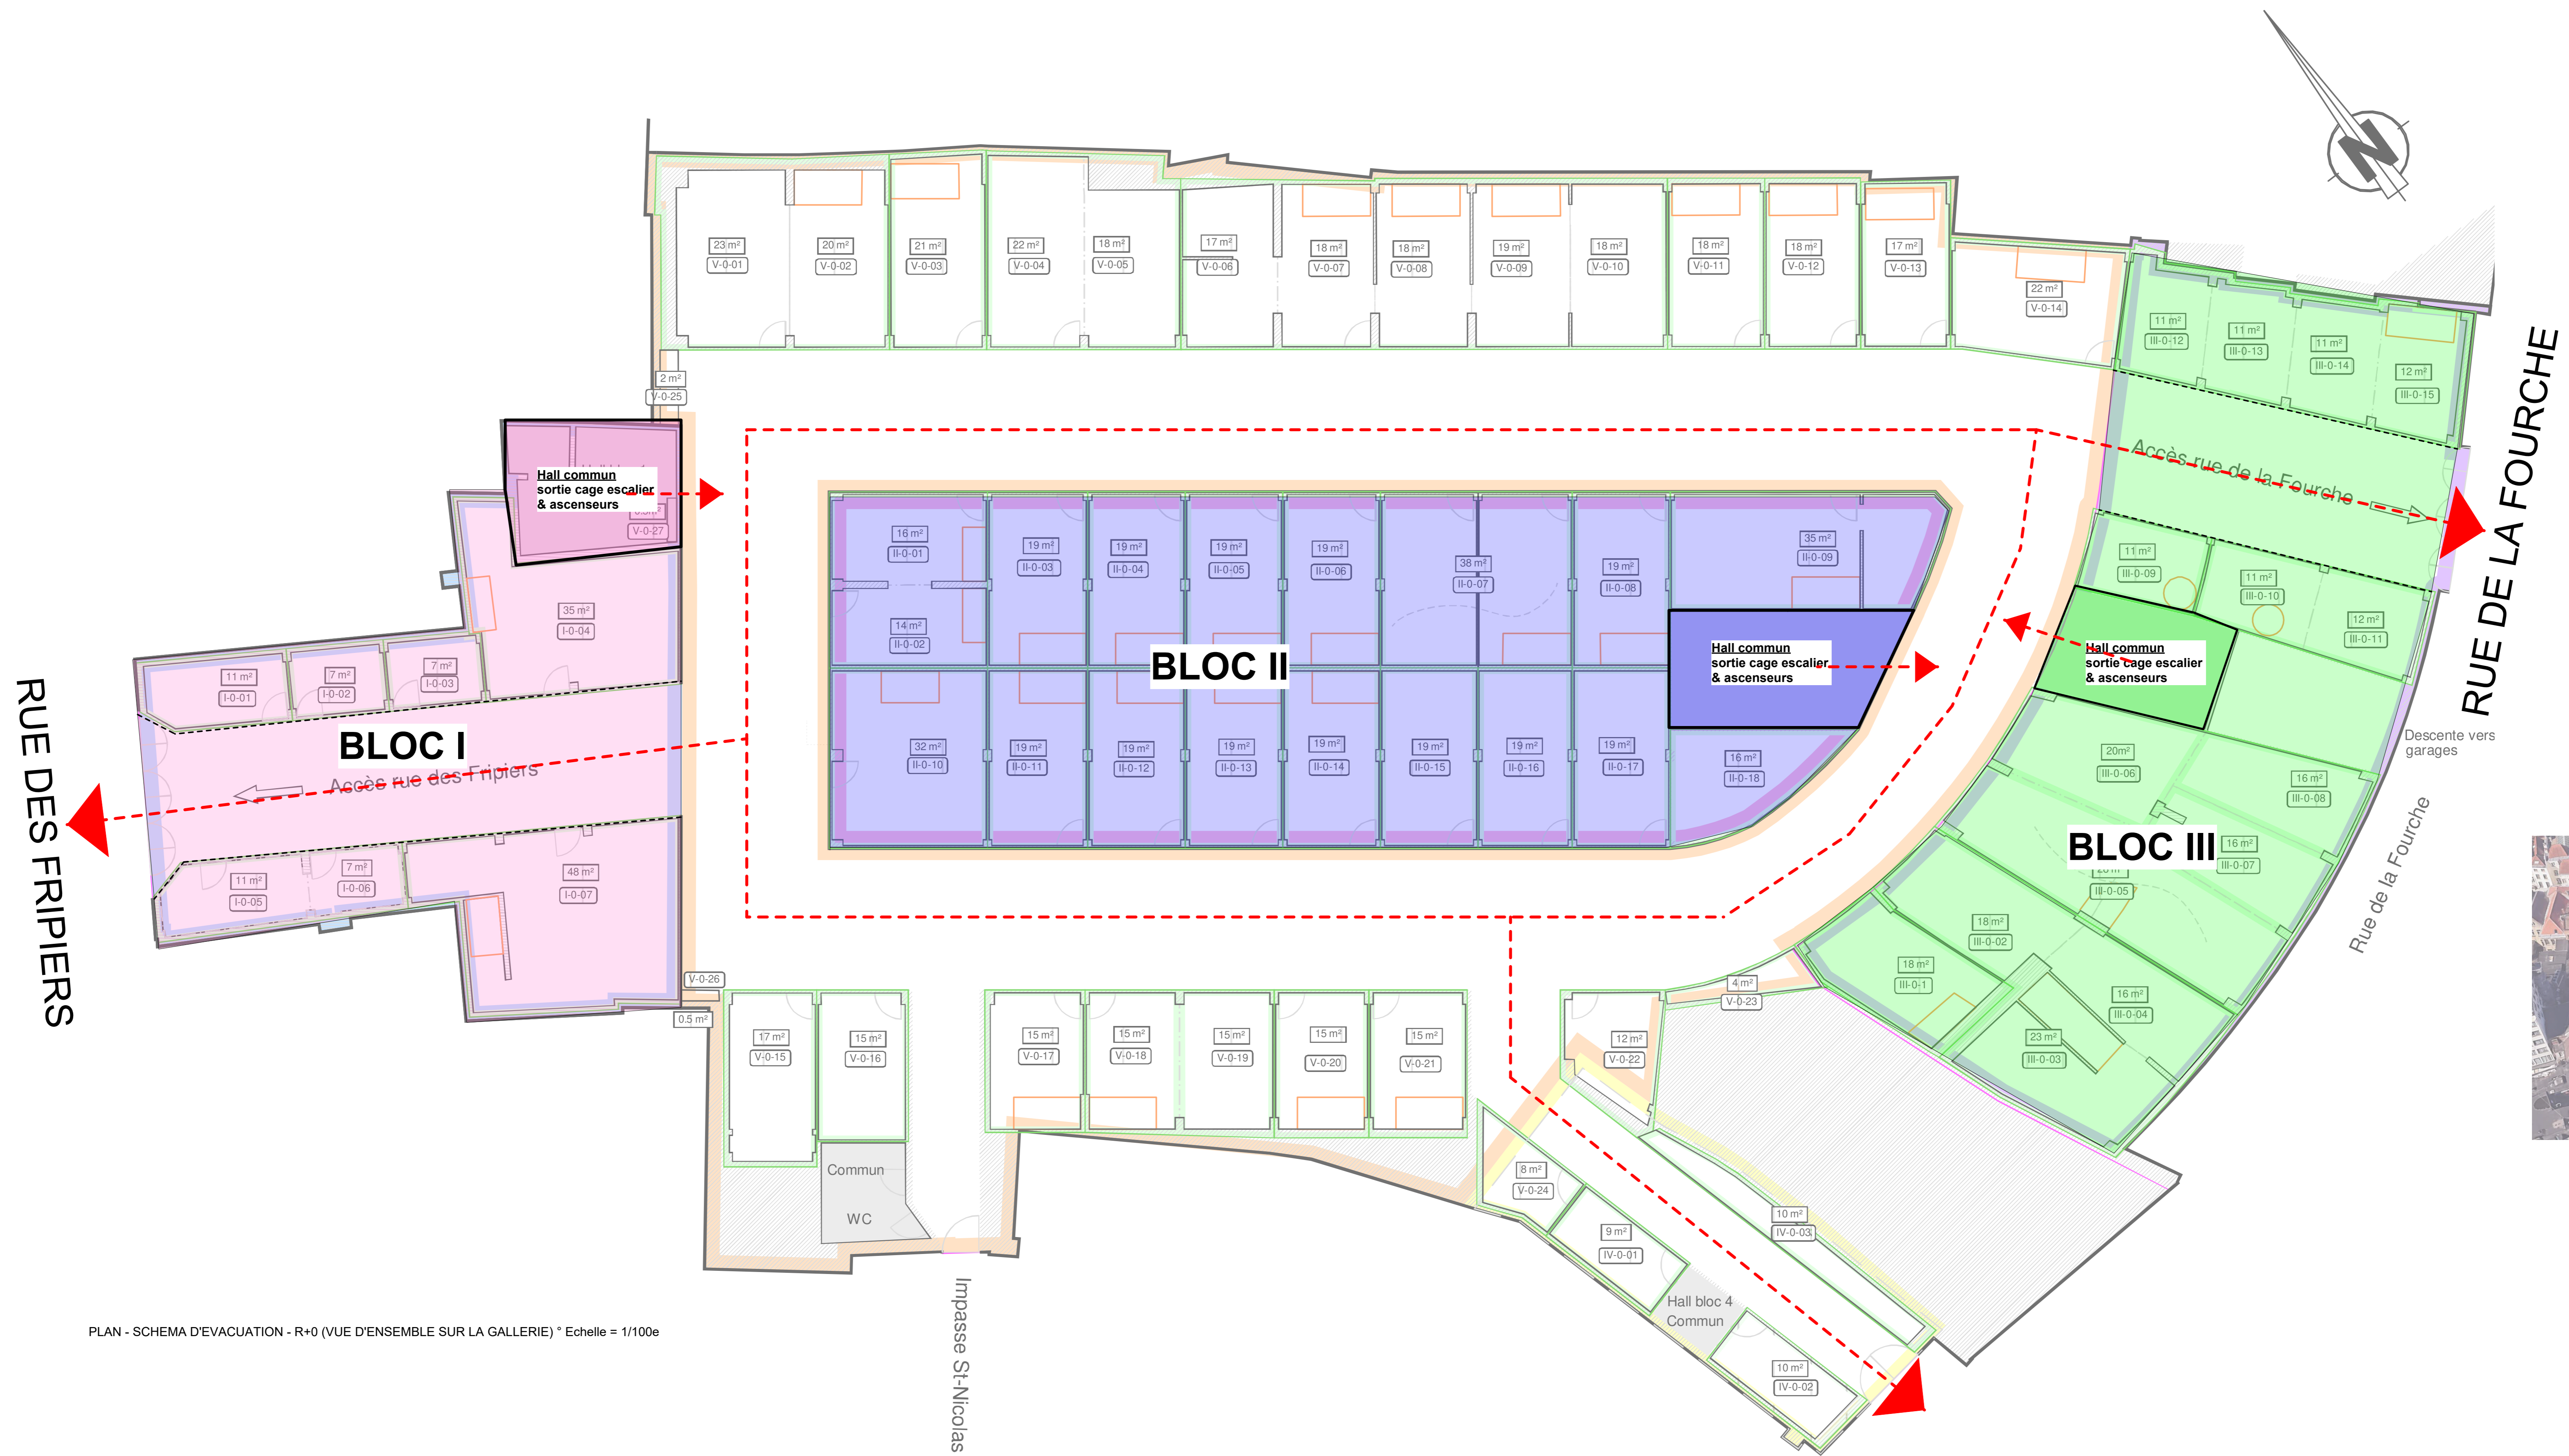 N
23 m²
V-0-01
20 m²
V-0-02
21 m²
V-0-03
22 m²
V-0-04
18 m²
V-0-05
17 m²
V-0-06
18 m²
V-0-07
18 m²
V-0-08
19 m²
V-0-09
18 m²
V-0-10
18 m²
V-0-11
18 m²
V-0-12
17 m²
V-0-13
22 m²
V-0-14
11 m²
III-0-12
11 m²
III-0-13
11 m²
III-0-14
12 m²
III-0-15
2 m²
V-0-25
Hall commun
sortie cage escalier
& ascenseurs
V-0-27
Accès rue de la Fourche
RUE DE LA FOURCHE
16 m²
II-0-01
14 m²
II-0-02
19 m²
II-0-03
19 m²
II-0-04
19 m²
II-0-05
19 m²
II-0-06
38 m²
II-0-07
19 m²
II-0-08
35 m²
II-0-09
11 m²
III-0-09
11 m²
III-0-10
12 m²
III-0-11
35 m²
I-0-04
11 m²
I-0-01
7 m²
I-0-02
7 m²
I-0-03
BLOC II
Hall commun
sortie cage escalier
& ascenseurs
Hall commun
sortie cage escalier
& ascenseurs
RUE DES FRIPIERS
BLOC I
Accès rue des Fripiers
32 m²
II-0-10
19 m²
II-0-11
19 m²
II-0-12
19 m²
II-0-13
19 m²
II-0-14
19 m²
II-0-15
19 m²
II-0-16
19 m²
II-0-17
16 m²
II-0-18
20m²
III-0-06
16 m²
III-0-08
Descente vers
garages
BLOC III
16 m²
III-0-07
III-0-05
Rue de la Fourche
11 m²
I-0-05
7 m²
I-0-06
48 m²
I-0-07
18 m²
III-0-02
18 m²
III-0-1
16 m²
III-0-04
23 m²
III-0-03
V-0-26
0.5 m²
4 m²
V-0-23
17 m²
V-0-15
15 m²
V-0-16
15 m²
V-0-17
15 m²
V-0-18
15 m²
V-0-19
15 m²
V-0-20
15 m²
V-0-21
12 m²
V-0-22
Commun
WC
8 m²
V-0-24
9 m²
IV-0-01
10 m²
IV-0-03
Hall bloc 4
Commun
10 m²
IV-0-02
Impasse St-Nicolas
PLAN - SCHEMA D'EVACUATION - R+0 (VUE D'ENSEMBLE SUR LA GALLERIE) ° Echelle = 1/100e